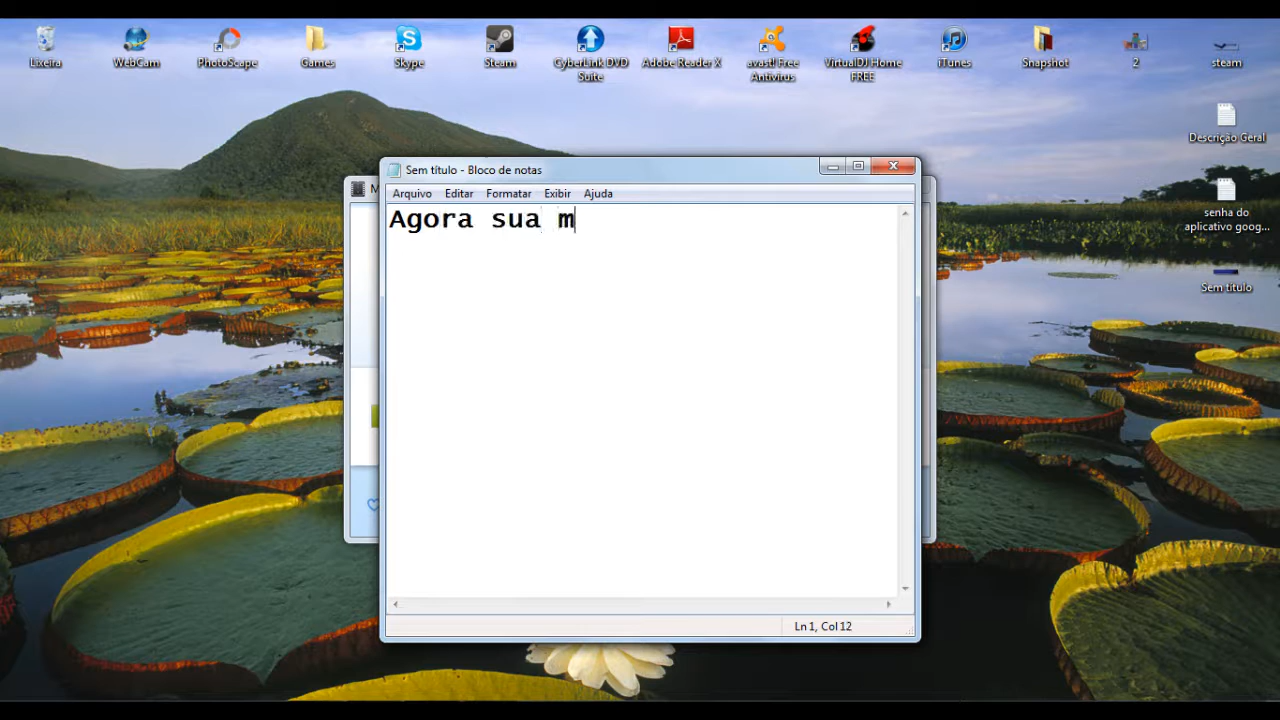 Lixeira
WebCam
PhotoScape
Games
Skype
Steam
CyberLink DVD
Suite
Adobe Reader X
avast! Free
Antivirus
VirtualDJ Home
FREE
iTunes
Snapshot
2
steam
Descrição Geral
senha do
aplicativo goog...
Sem título
M
Sem título - Bloco de notas
Arquivo Editar Formatar Exibir Ajuda
Agora sua m
Ln 1, Col 12